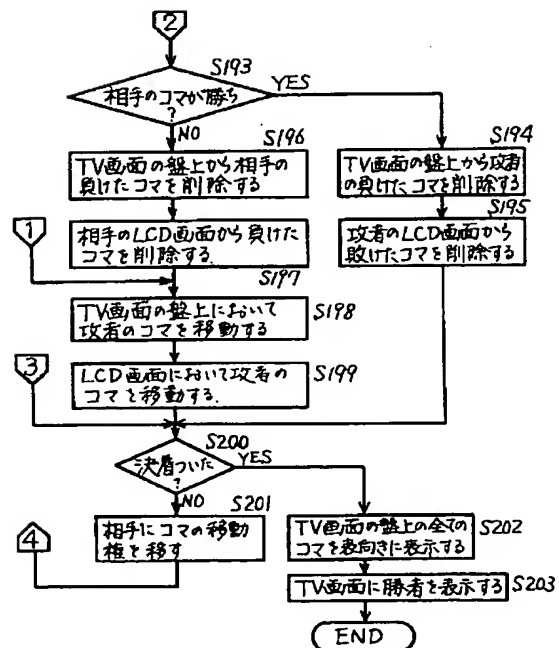 2
S193
相手のコマが勝ち
?
YES
NO
S196
TV画面の盤上から相手の
負けたコマを削除する
S194
TV画面の盤上から攻者
の負けたコマを削除する
相手のLCD画面から負けた
コマを削除する
S197
S195
攻者のLCD画面から
敗けたコマを削除する
1
TV画面の盤上において
攻者のコマを移動する
S198
LCD画面において攻者の
コマを移動する
S199
3
S200
決着ついた
?
YES
NO
S201
相手にコマの移動
権を移す
4
TV画面の盤上の全ての
コマを表向きに表示する
S202
TV画面に勝者を表示する
S203
END